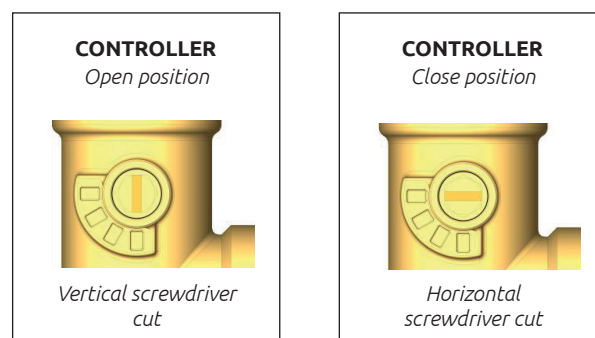 CONTROLLER
Open position
Vertical screwdriver
cut
CONTROLLER
Close position
Horizontal
screwdriver cut